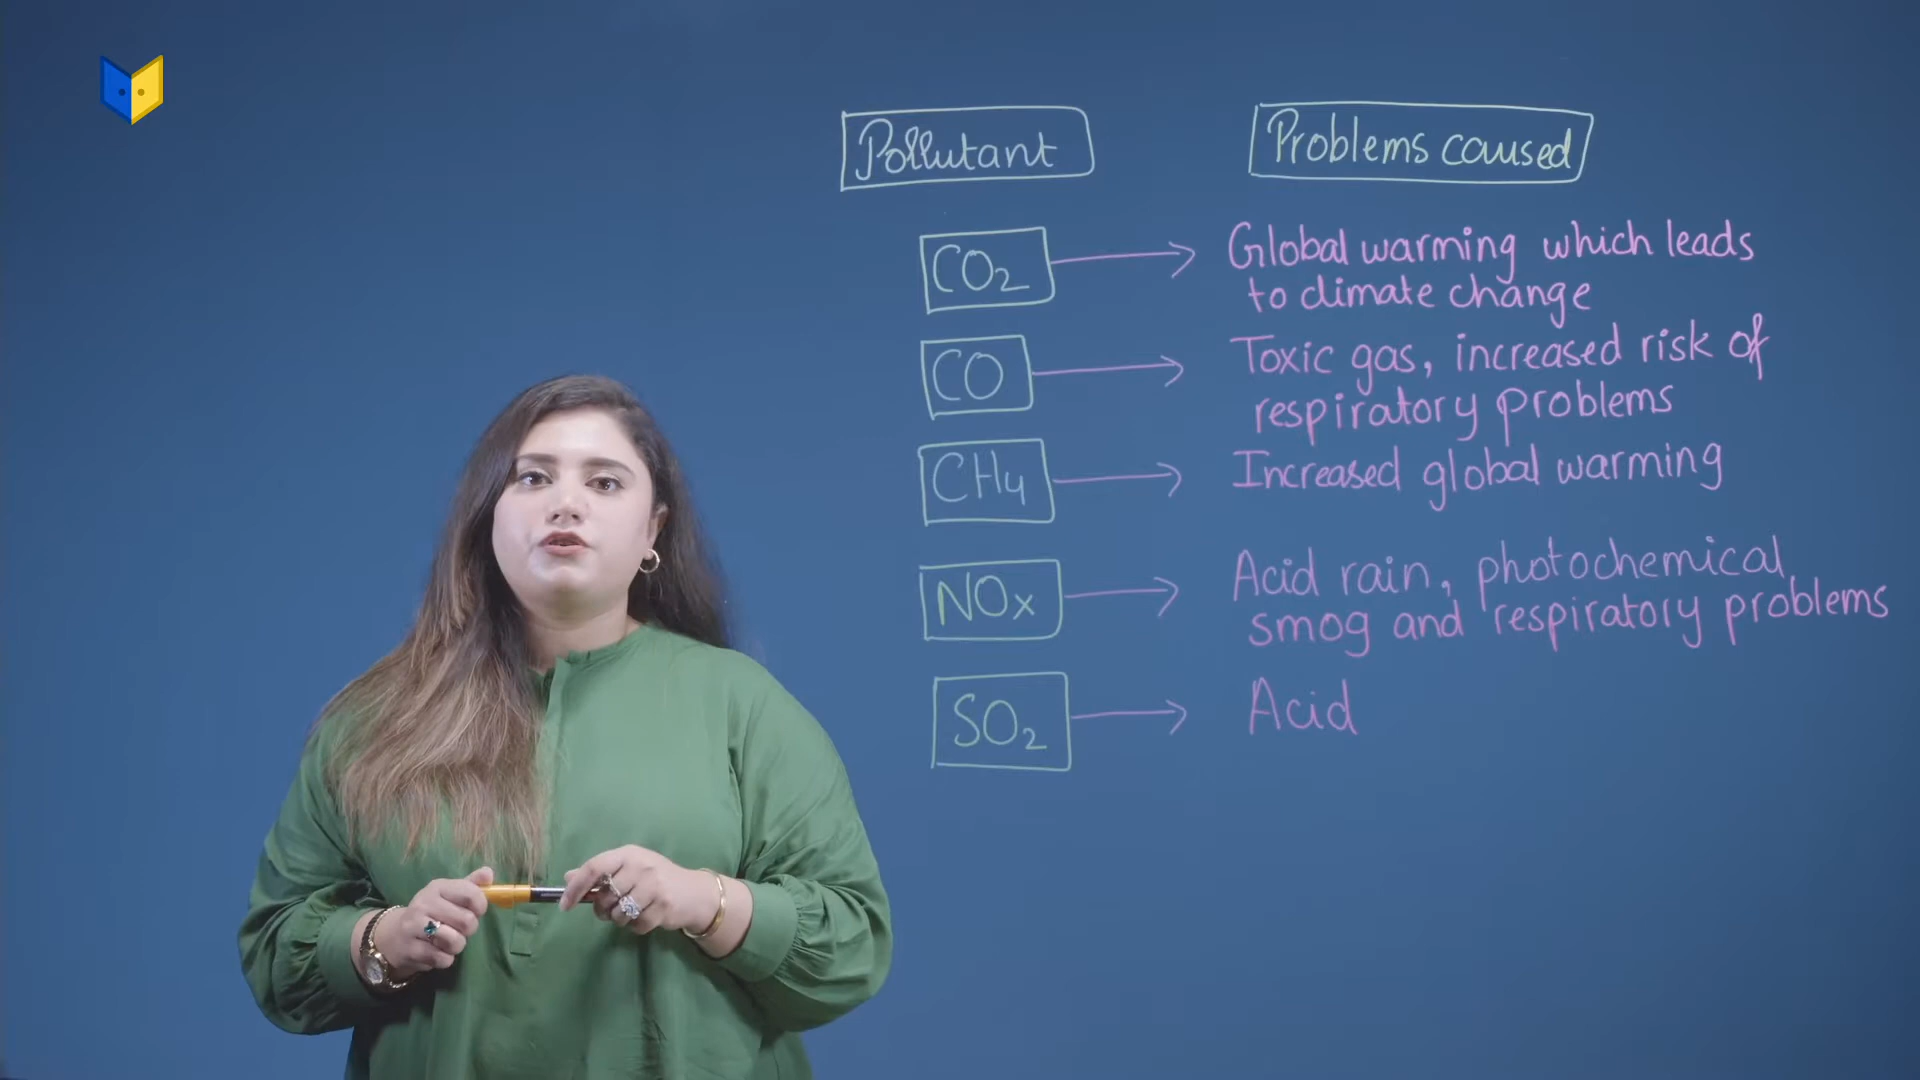 Pollutant Problems caused
CO₂ Global warming which leads
to climate change
CO Toxic gas, increased risk of
respiratory problems
CH₄ Increased global warming
NOx Acid rain, photochemical
smog and respiratory problems
SO₂ Acid